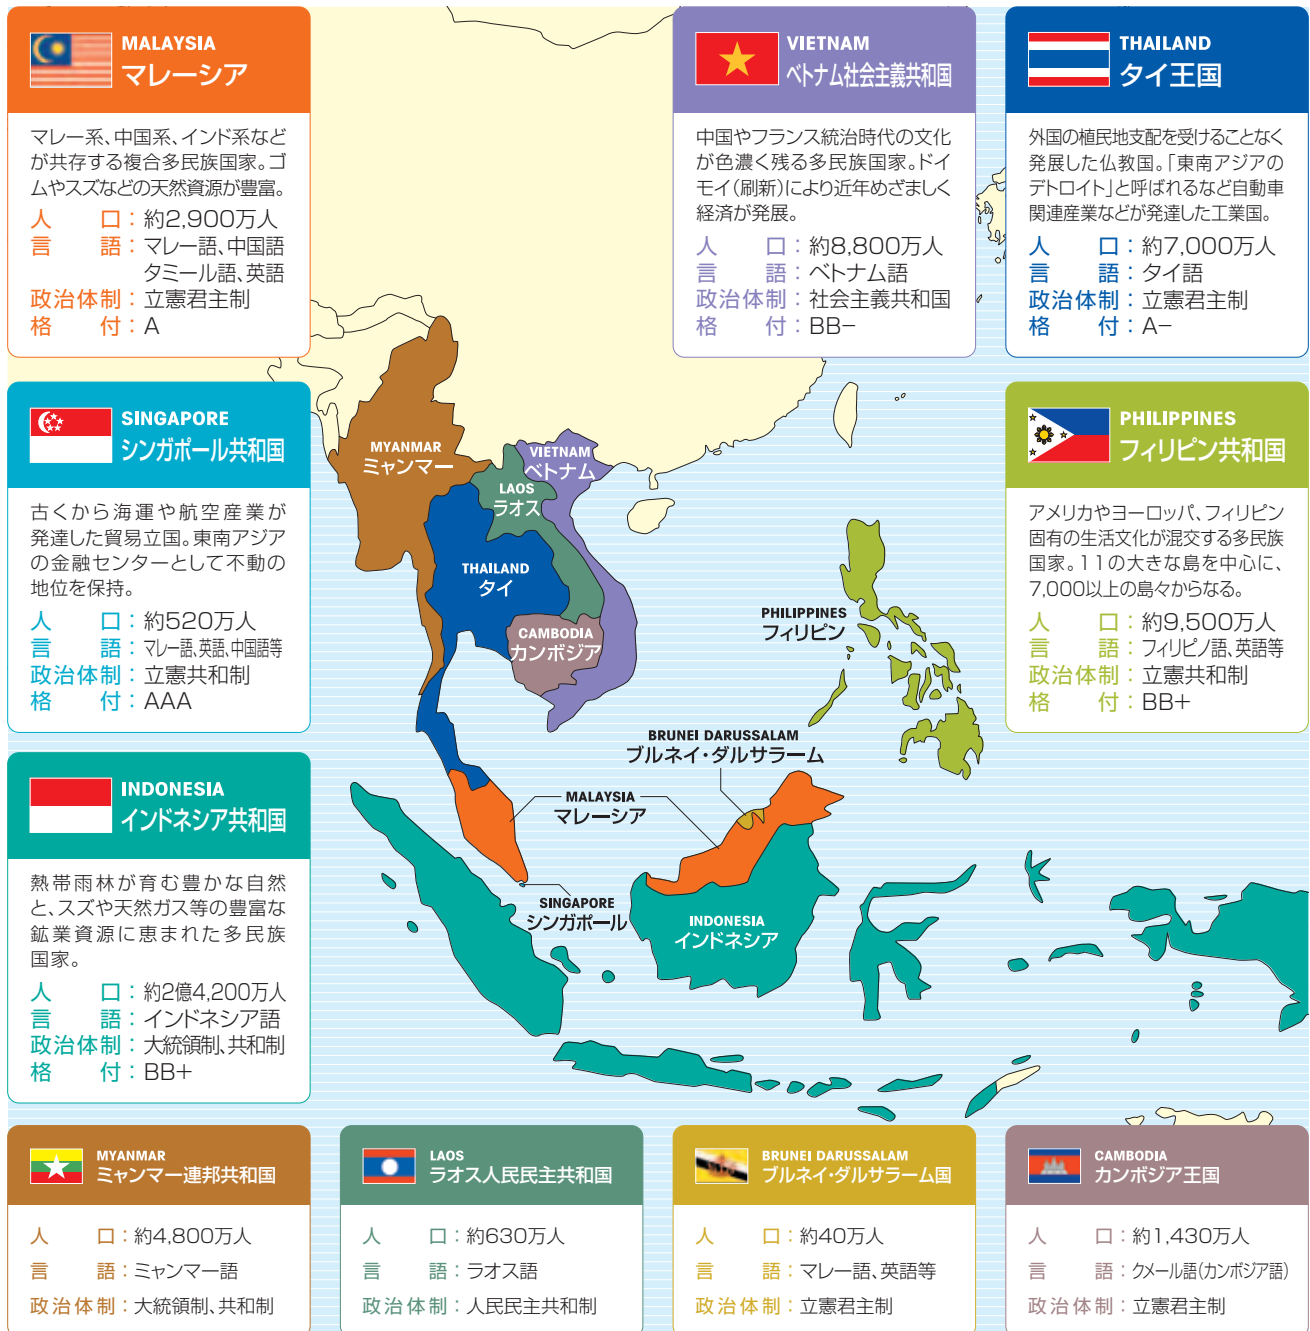 MALAYSIA
マレーシア
マレー系、中国系、インド系など
が共存する複合多民族国家。ゴ
ムやスズなどの天然資源が豊富。
人口：約2,900万人
言語：マレー語、中国語
タミール語、英語
政治体制：立憲君主制
格付：A
VIETNAM
ベトナム社会主義共和国
中国やフランス統治時代の文化
が色濃く残る多民族国家。ドイ
モイ（刷新）により近年めざましく
経済が発展。
人口：約8,800万人
言語：ベトナム語
政治体制：社会主義共和国
格付：BB−
THAILAND
タイ王国
外国の植民地支配を受けることなく
発展した仏教国。「東南アジアの
デトロイト」と呼ばれるなど自動車
関連産業などが発達した工業国。
人口：約7,000万人
言語：タイ語
政治体制：立憲君主制
格付：A−
SINGAPORE
シンガポール共和国
古くから海運や航空産業が
発達した貿易立国。東南アジア
の金融センターとして不動の
地位を保持。
人口：約520万人
言語：マレー語、英語、中国語等
政治体制：立憲共和制
格付：AAA
PHILIPPINES
フィリピン共和国
アメリカやヨーロッパ、フィリピン
固有の生活文化が混交する多民族
国家。11の大きな島を中心に、
7,000以上の島々からなる。
人口：約9,500万人
言語：フィリピノ語、英語等
政治体制：立憲共和制
格付：BB+
INDONESIA
インドネシア共和国
熱帯雨林が育む豊かな自然
と、スズや天然ガス等の豊富な
鉱業資源に恵まれた多民族
国家。
人口：約2億4,200万人
言語：インドネシア語
政治体制：大統領制、共和制
格付：BB+
MYANMAR
ミャンマー
VIETNAM
ベトナム
LAOS
ラオス
THAILAND
タイ
CAMBODIA
カンボジア
PHILIPPINES
フィリピン
BRUNEI DARUSSALAM
ブルネイ・ダルサラーム
MALAYSIA
マレーシア
SINGAPORE
シンガポール
INDONESIA
インドネシア
MYANMAR
ミャンマー連邦共和国
人口：約4,800万人
言語：ミャンマー語
政治体制：大統領制、共和制
LAOS
ラオス人民民主共和国
人口：約630万人
言語：ラオス語
政治体制：人民民主共和制
BRUNEI DARUSSALAM
ブルネイ・ダルサラーム国
人口：約40万人
言語：マレー語、英語等
政治体制：立憲君主制
CAMBODIA
カンボジア王国
人口：約1,430万人
言語：クメール語（カンボジア語）
政治体制：立憲君主制